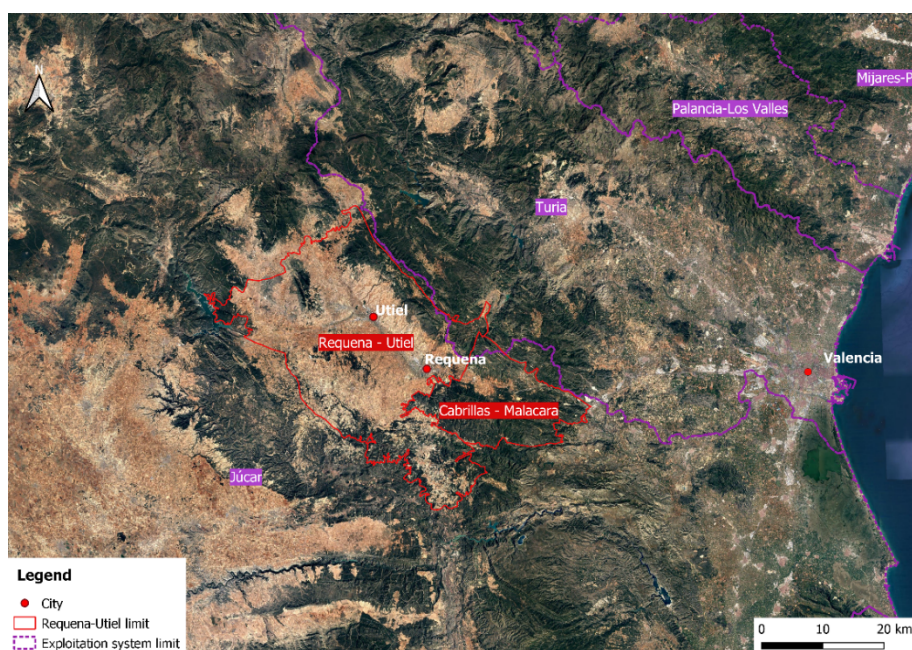 Mijares-P
Palancia-Los Valles
Turia
Utiel
Requena - Utiel
Requena
Valencia
Cabrillas - Malacara
Júcar
Legend
City
Requena-Utiel limit
Exploitation system limit
0 10 20 km